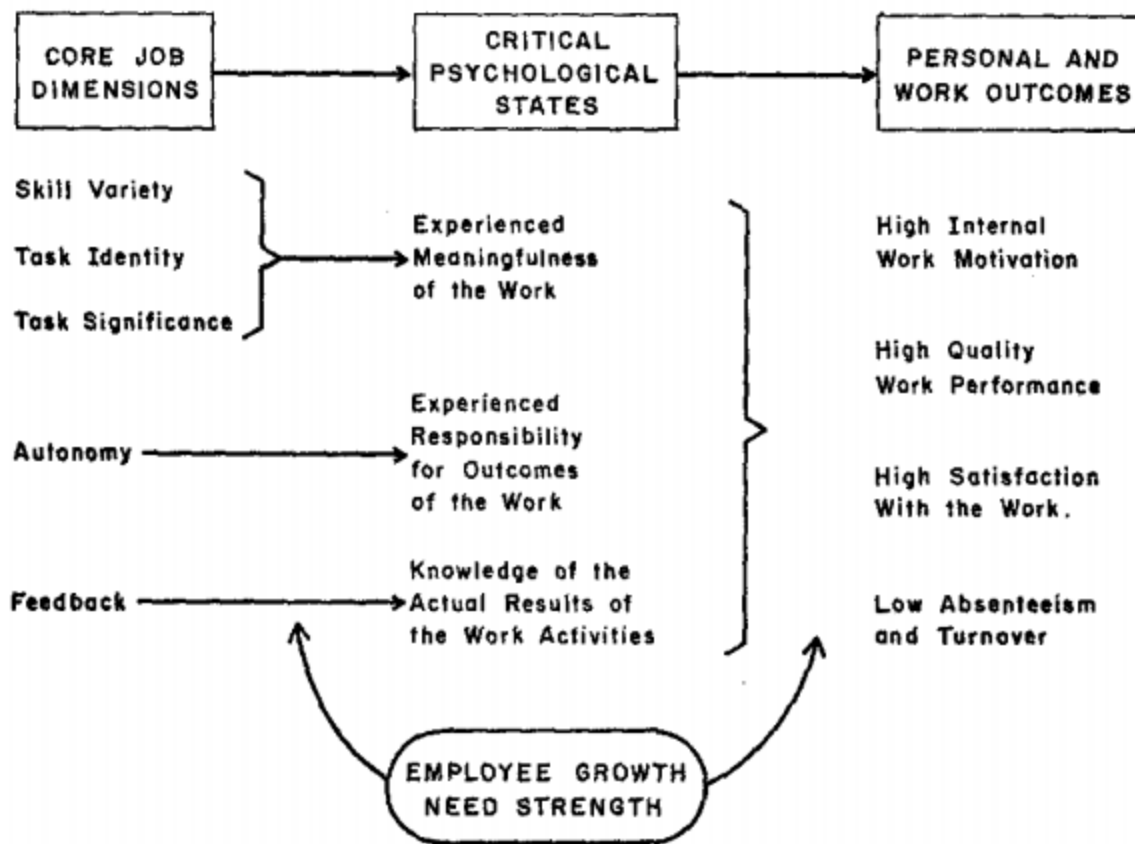 CORE JOB
DIMENSIONS
CRITICAL
PSYCHOLOGICAL
STATES
PERSONAL AND
WORK OUTCOMES
Skill Variety
Task Identity
Task Significance
Experienced
Meaningfulness
of the Work
High Internal
Work Motivation
High Quality
Work Performance
Autonomy
Experienced
Responsibility
for Outcomes
of the Work
High Satisfaction
With the Work.
Feedback
Knowledge of the
Actual Results of
the Work Activities
Low Absenteeism
and Turnover
EMPLOYEE GROWTH
NEED STRENGTH